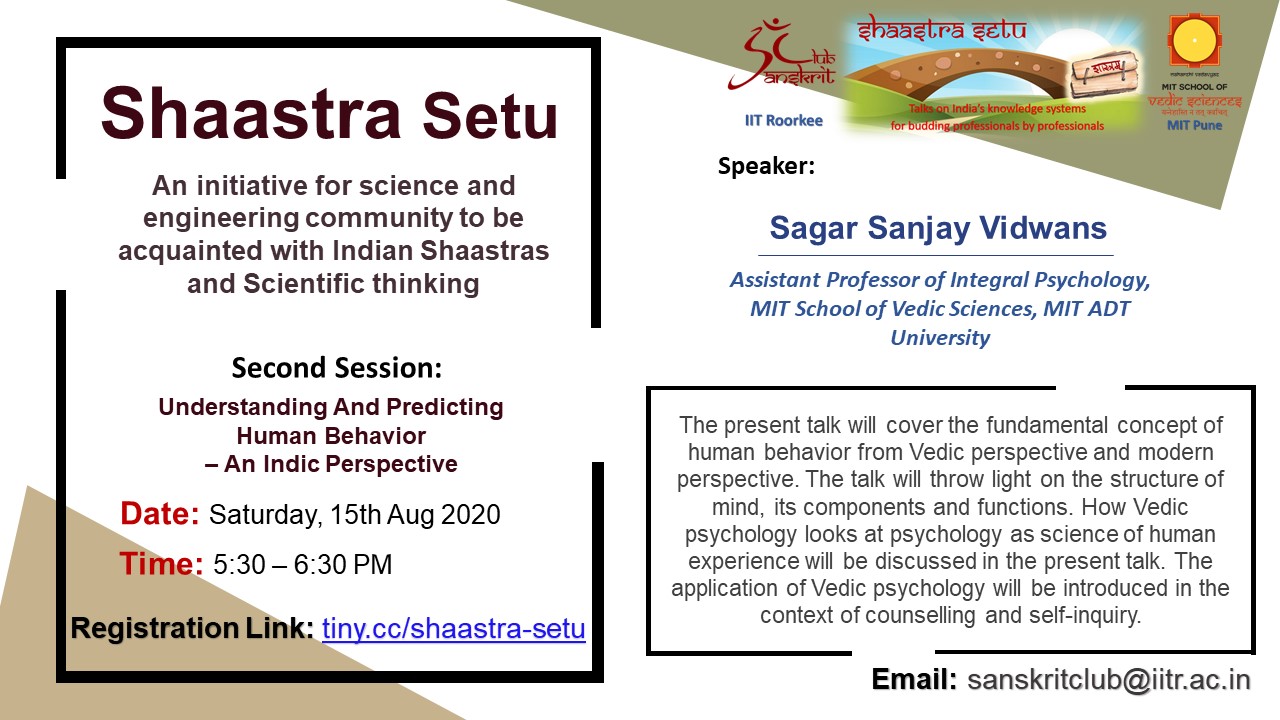 Shaastra Setu
An initiative for science and
engineering community to be
acquainted with Indian Shaastras
and Scientific thinking
Second Session:
Understanding And Predicting
Human Behavior
– An Indic Perspective
Date: Saturday, 15th Aug 2020
Time: 5:30 – 6:30 PM
Registration Link: tiny.cc/shaastra-setu
Club
Sanskrit
IIT Roorkee
shaastra setu
Talks on India's knowledge systems
for budding professionals by professionals
maharshi vedavyas
MIT SCHOOL OF
vedic sciences
MIT Pune
Speaker:
Sagar Sanjay Vidwans
Assistant Professor of Integral Psychology,
MIT School of Vedic Sciences, MIT ADT
University
The present talk will cover the fundamental concept of
human behavior from Vedic perspective and modern
perspective. The talk will throw light on the structure of
mind, its components and functions. How Vedic
psychology looks at psychology as science of human
experience will be discussed in the present talk. The
application of Vedic psychology will be introduced in the
context of counselling and self-inquiry.
Email: sanskritclub@iitr.ac.in